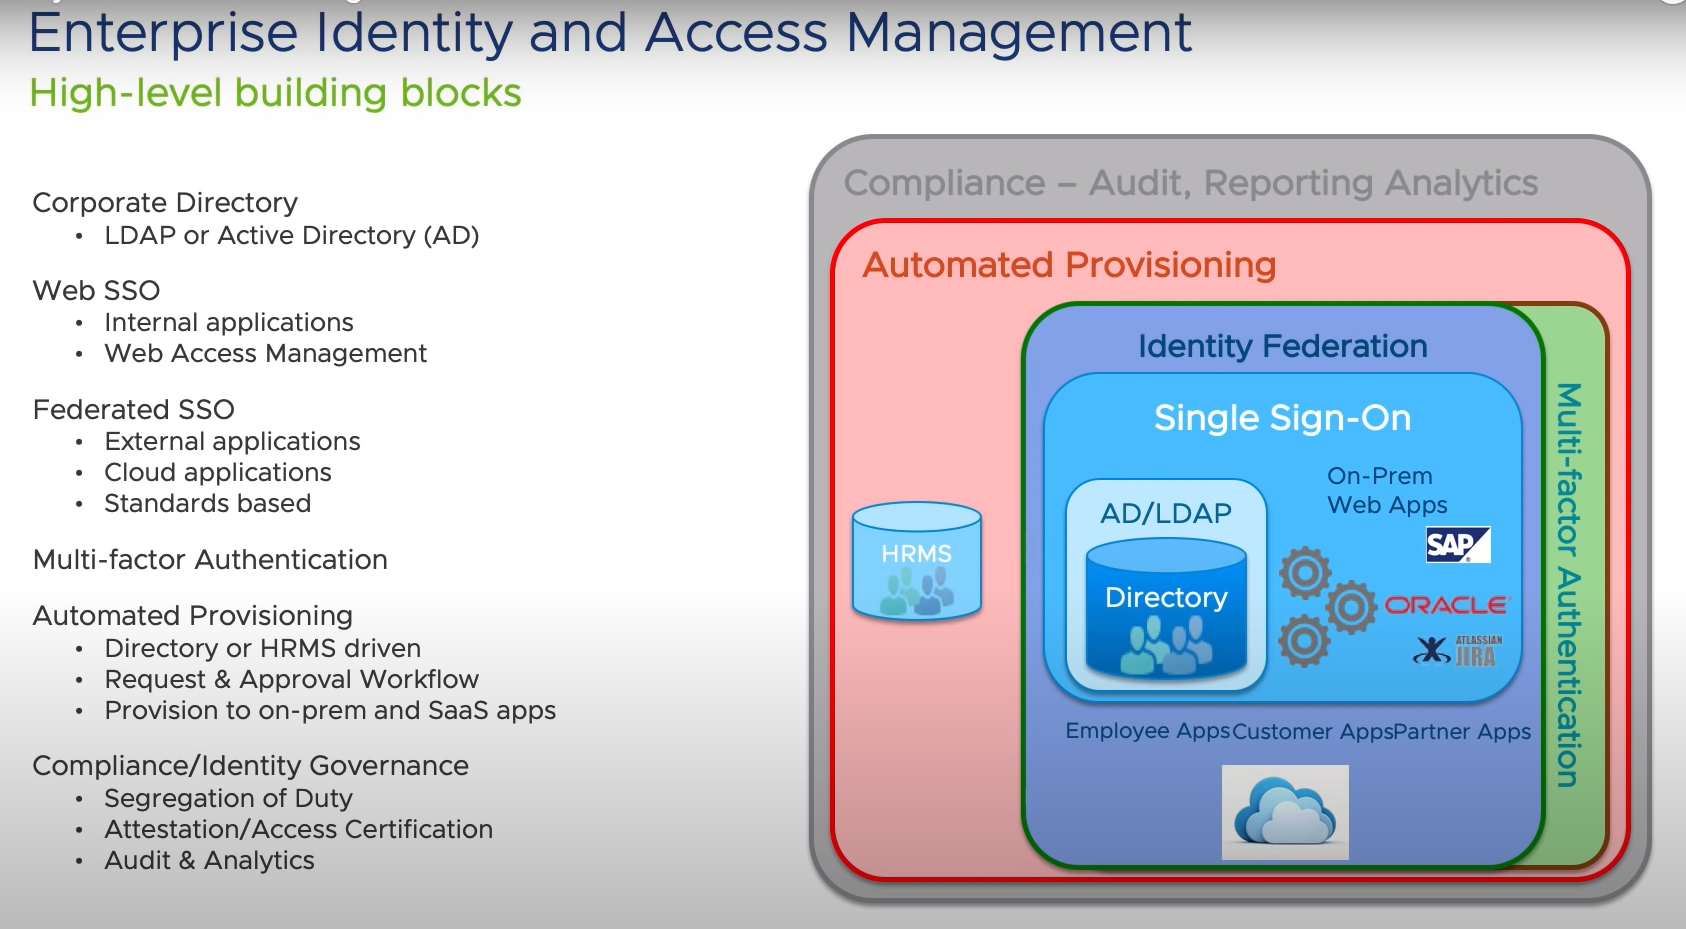 Enterprise Identity and Access Management
High-level building blocks
Corporate Directory
• LDAP or Active Directory (AD)
Web SSO
• Internal applications
• Web Access Management
Federated SSO
• External applications
• Cloud applications
• Standards based
Multi-factor Authentication
Automated Provisioning
• Directory or HRMS driven
• Request & Approval Workflow
• Provision to on-prem and SaaS apps
Compliance/Identity Governance
• Segregation of Duty
• Attestation/Access Certification
• Audit & Analytics
Compliance – Audit, Reporting Analytics
Automated Provisioning
Identity Federation
Single Sign-On
On-Prem
Web Apps
AD/LDAP
Directory
HRMS
SAP
ORACLE
ATLASSIAN
JIRA
Employee Apps Customer Apps Partner Apps
Multi-factor Authentication